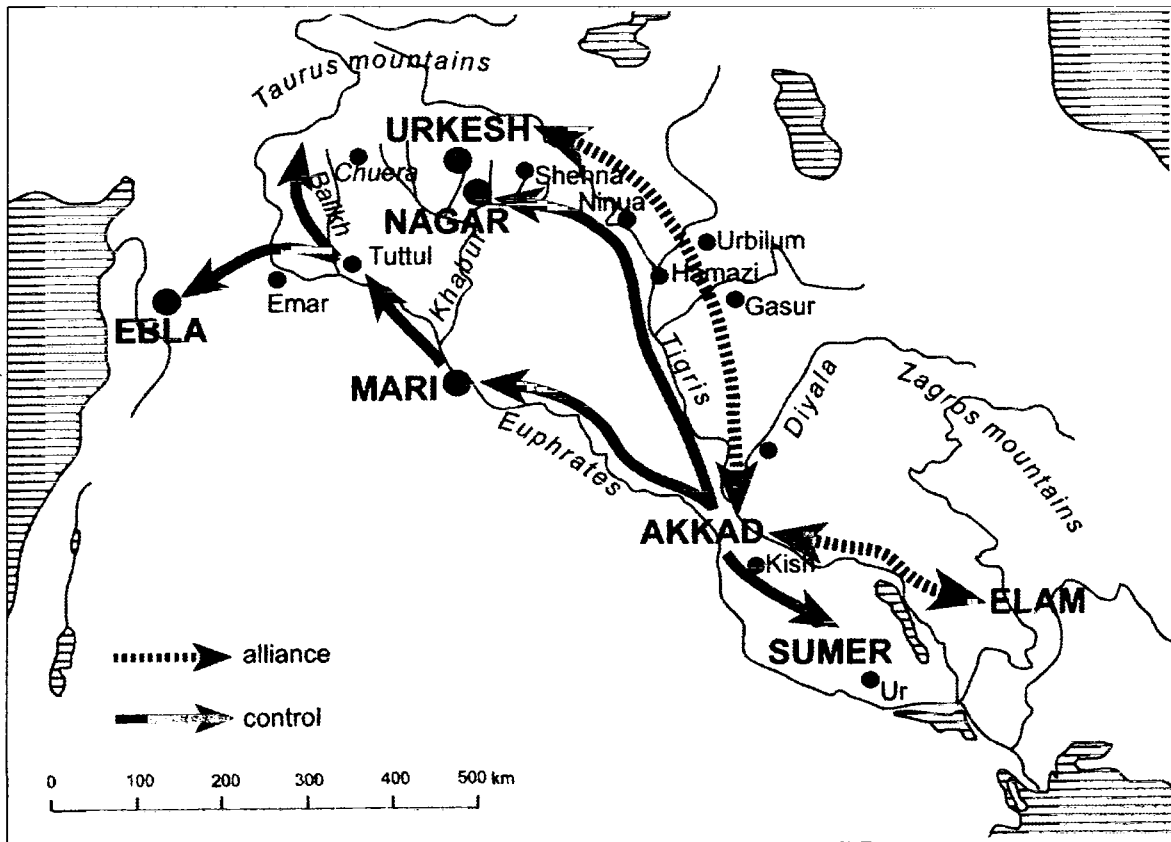 Taurus mountains
URKESH
Chuera
Shehna
Balikh
NAGAR
Ninua
Khabur
Urbilum
Tuttul
Hamazi
Emar
Gasur
EBLA
Tigris
MARI
Diyala
Zagros mountains
Euphrates
AKKAD
Kish
ELAM
alliance
SUMER
Ur
control
0 100 200 300 400 500 km